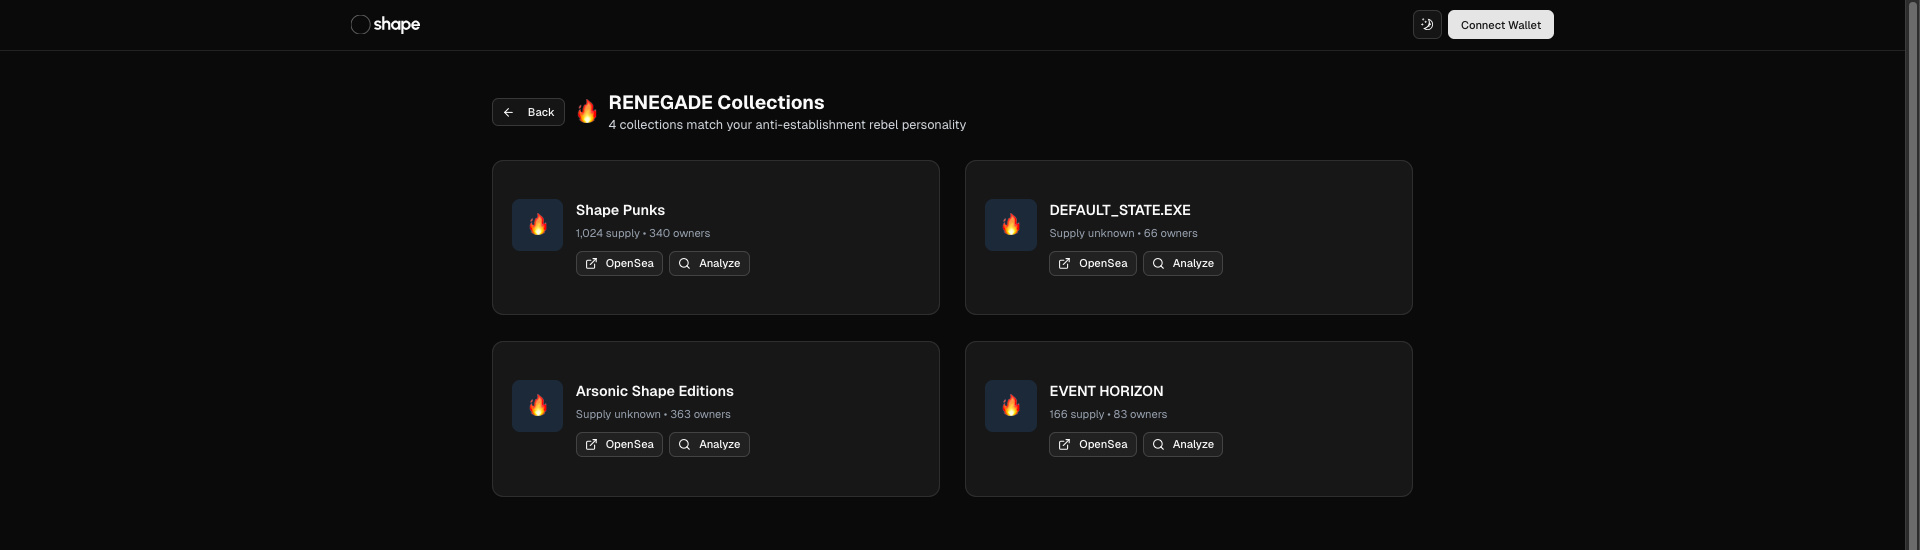 shape
Connect Wallet
Back
RENEGADE Collections
4 collections match your anti-establishment rebel personality
Shape Punks
1,024 supply • 340 owners
OpenSea
Analyze
DEFAULT_STATE.EXE
Supply unknown • 66 owners
OpenSea
Analyze
Arsonic Shape Editions
Supply unknown • 363 owners
OpenSea
Analyze
EVENT HORIZON
166 supply • 83 owners
OpenSea
Analyze